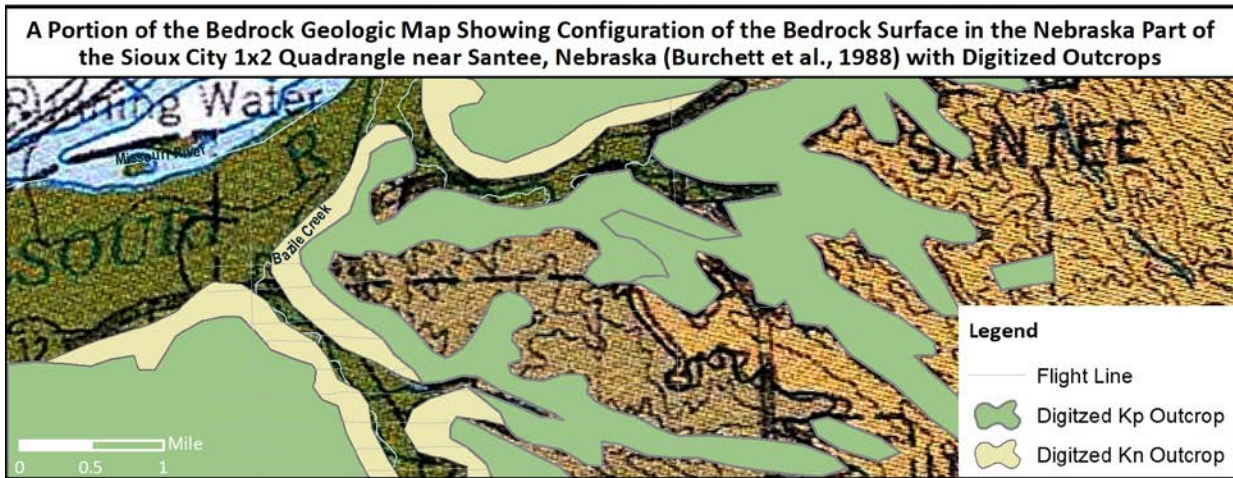 A Portion of the Bedrock Geologic Map Showing Configuration of the Bedrock Surface in the Nebraska Part of
the Sioux City 1x2 Quadrangle near Santee, Nebraska (Burchett et al., 1988) with Digitized Outcrops
Running Water
Missouri River
SANTEE
R
SOURI
Bazile Creek
Legend
Flight Line
Digitzed Kp Outcrop
Digitzed Kn Outcrop
Mile
0 0.5 1